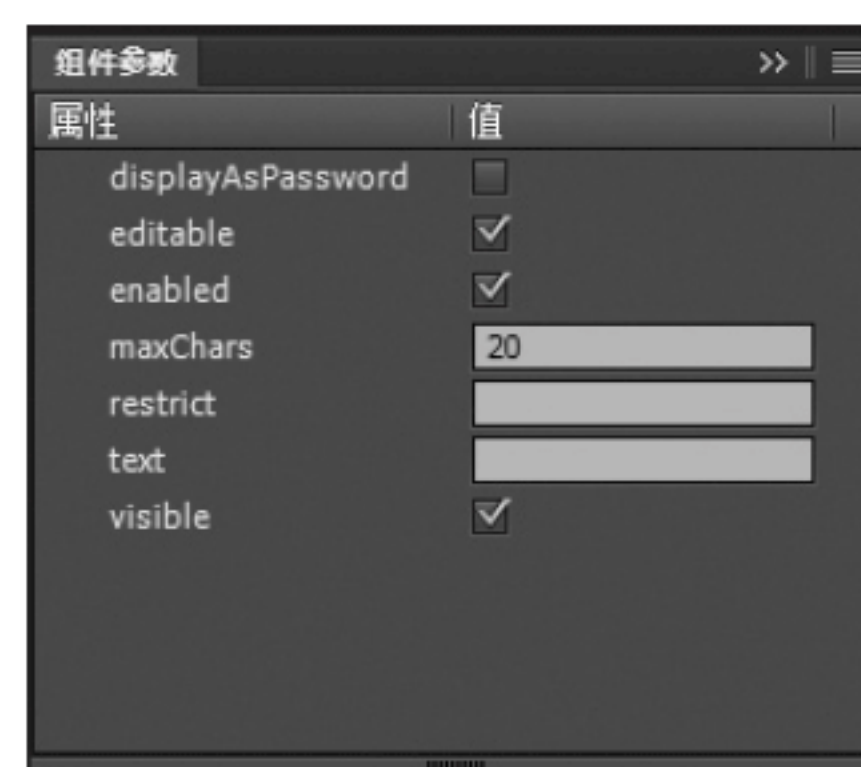 组件参数
属性 值
displayAsPassword
editable
enabled
maxChars 20
restrict
text
visible